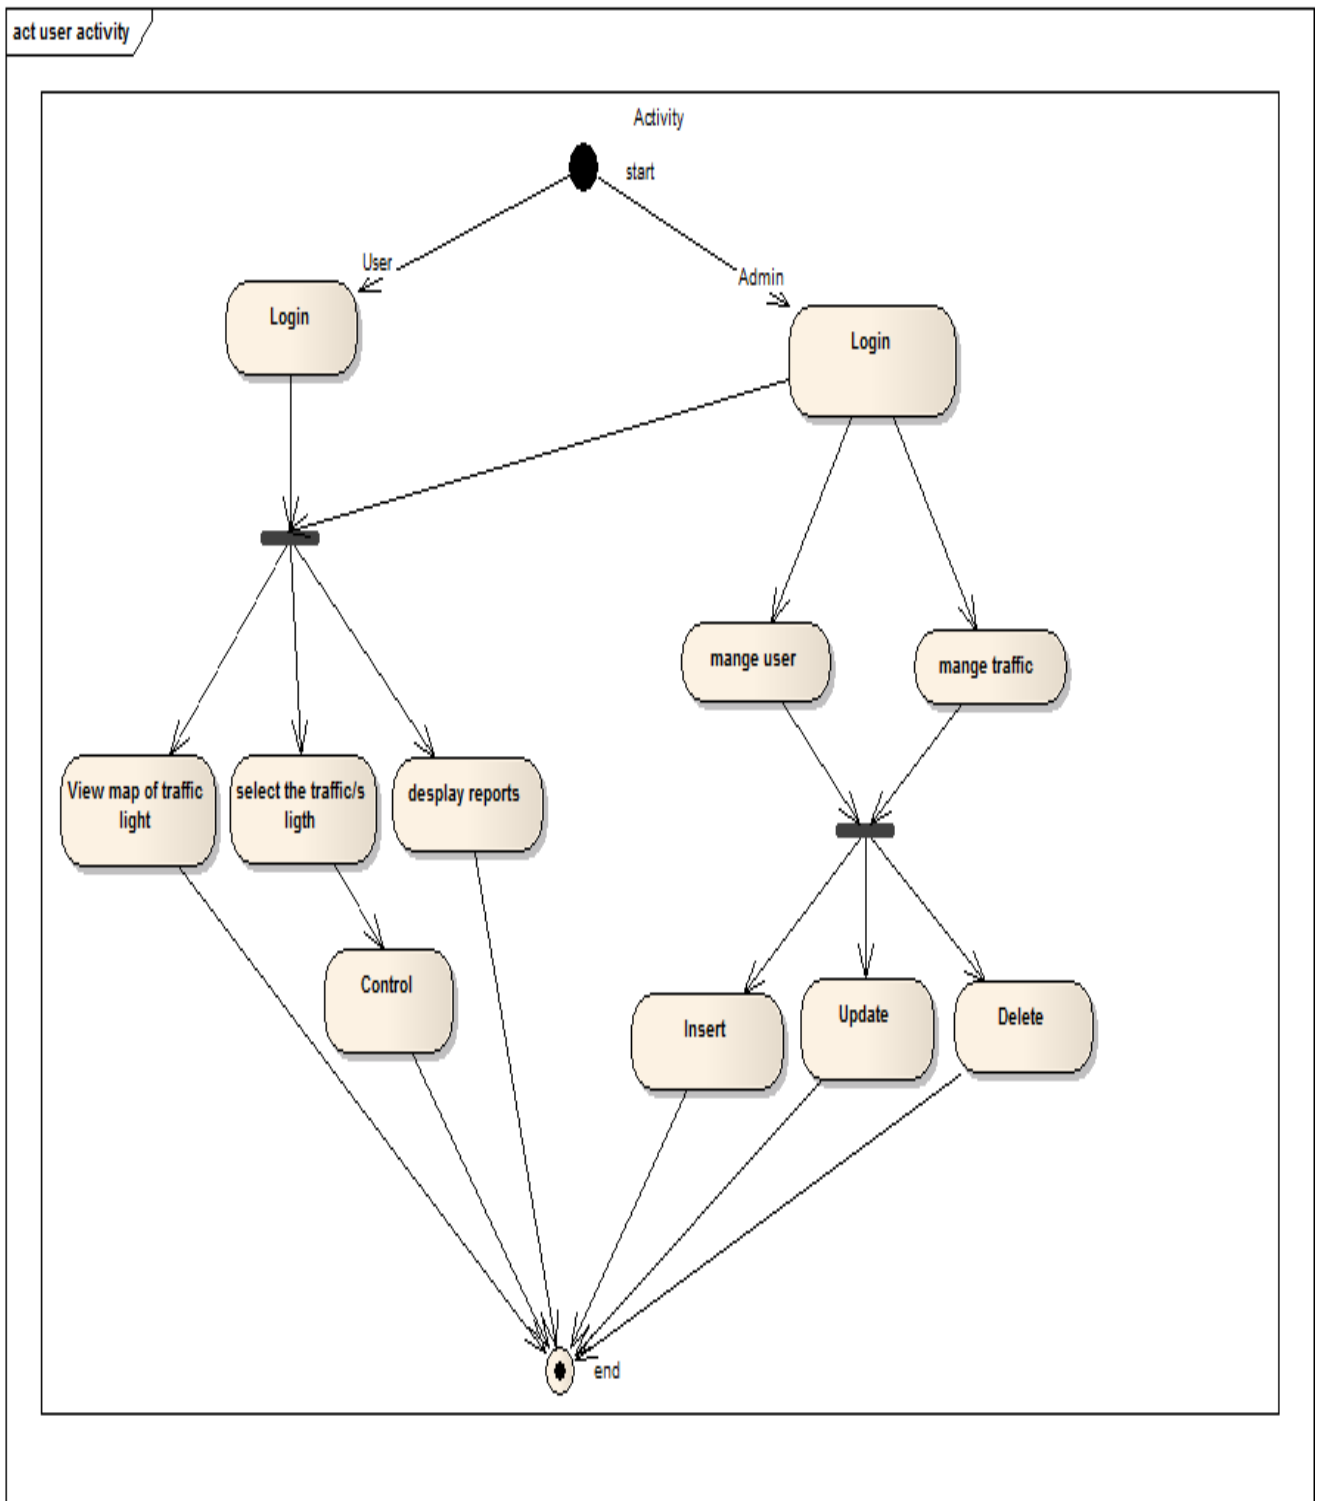 act user activity
Activity
start
User
Admin
Login
Login
mange user
mange traffic
View map of traffic
light
select the traffic/s
ligth
desplay reports
Control
Insert
Update
Delete
end